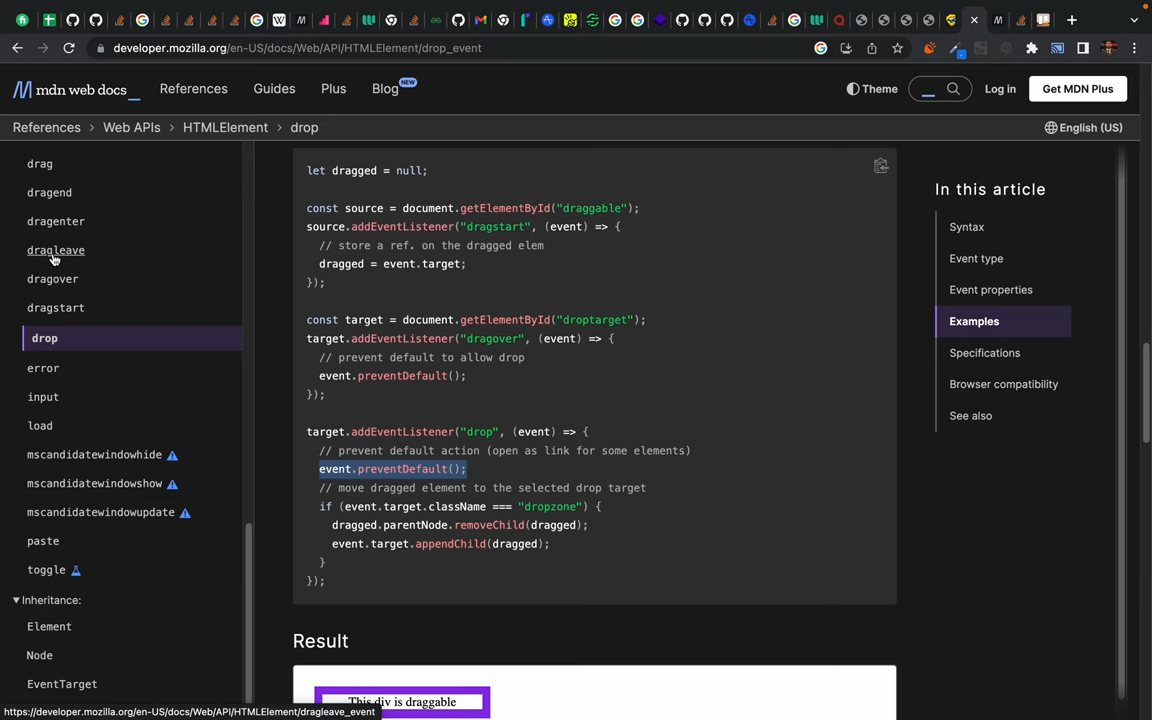 developer.mozilla.org/en-US/docs/Web/API/HTMLElement/drop_event
mdn web docs_
References
Guides
Plus
Blog
NEW
Theme
Log in
Get MDN Plus
References > Web APIs > HTMLElement > drop
English (US)
drag
dragend
dragenter
dragleave
dragover
dragstart
drop
error
input
load
mscandidatewindowhide
mscandidatewindowshow
mscandidatewindowupdate
paste
toggle
Inheritance:
Element
Node
EventTarget
let dragged = null;
const source = document.getElementById("draggable");
source.addEventListener("dragstart", (event) => {
// store a ref. on the dragged elem
dragged = event.target;
});
const target = document.getElementById("droptarget");
target.addEventListener("dragover", (event) => {
// prevent default to allow drop
event.preventDefault();
});
target.addEventListener("drop", (event) => {
// prevent default action (open as link for some elements)
event.preventDefault();
// move dragged element to the selected drop target
if (event.target.className === "dropzone") {
dragged.parentNode.removeChild(dragged);
event.target.appendChild(dragged);
}
});
Result
This div is draggable
In this article
Syntax
Event type
Event properties
Examples
Specifications
Browser compatibility
See also
https://developer.mozilla.org/en-US/docs/Web/API/HTMLElement/dragleave_event